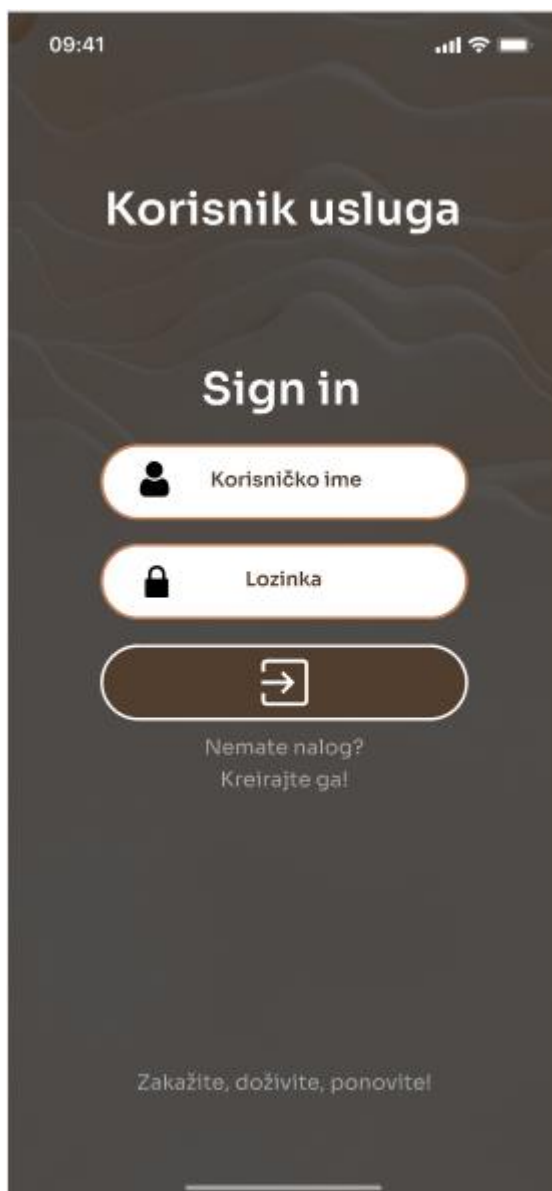 09:41
Korisnik usluga
Sign in
Korisničko ime
Lozinka
Nemate nalog?
Kreirajte ga!
Zakažite, doživite, ponovite!